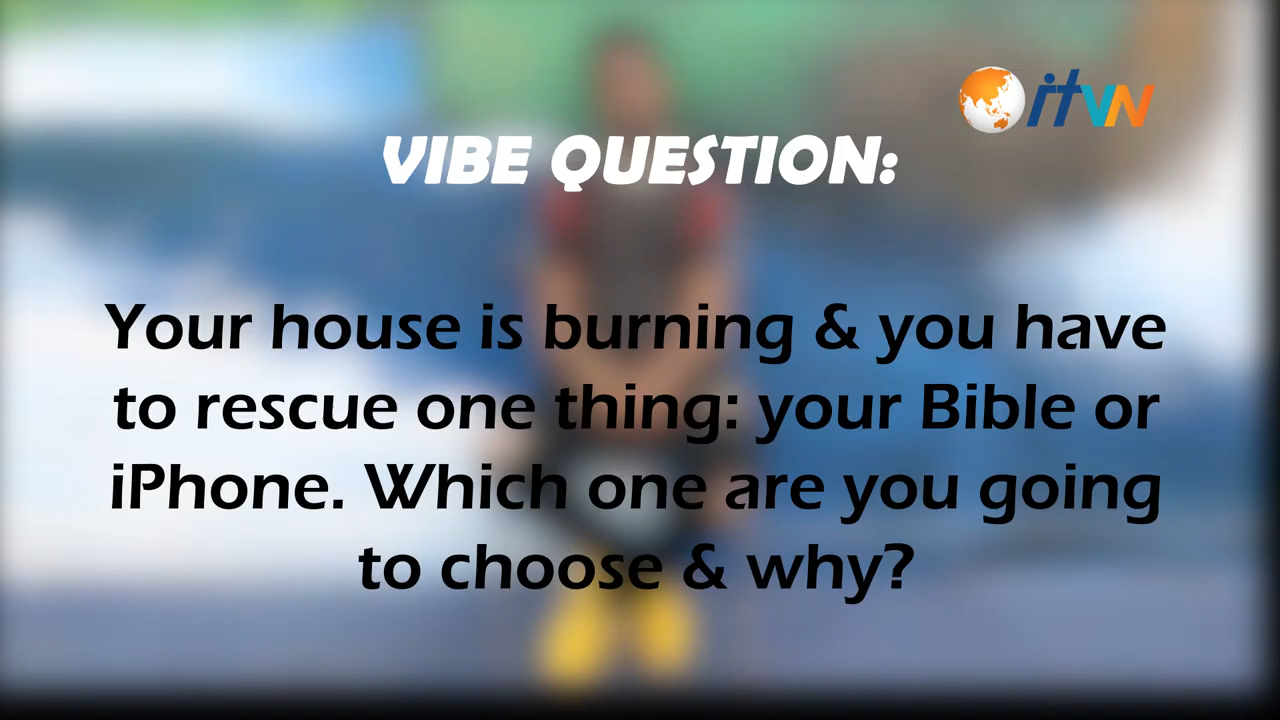 itVN
VIBE QUESTION:
Your house is burning & you have
to rescue one thing: your Bible or
iPhone. Which one are you going
to choose & why?